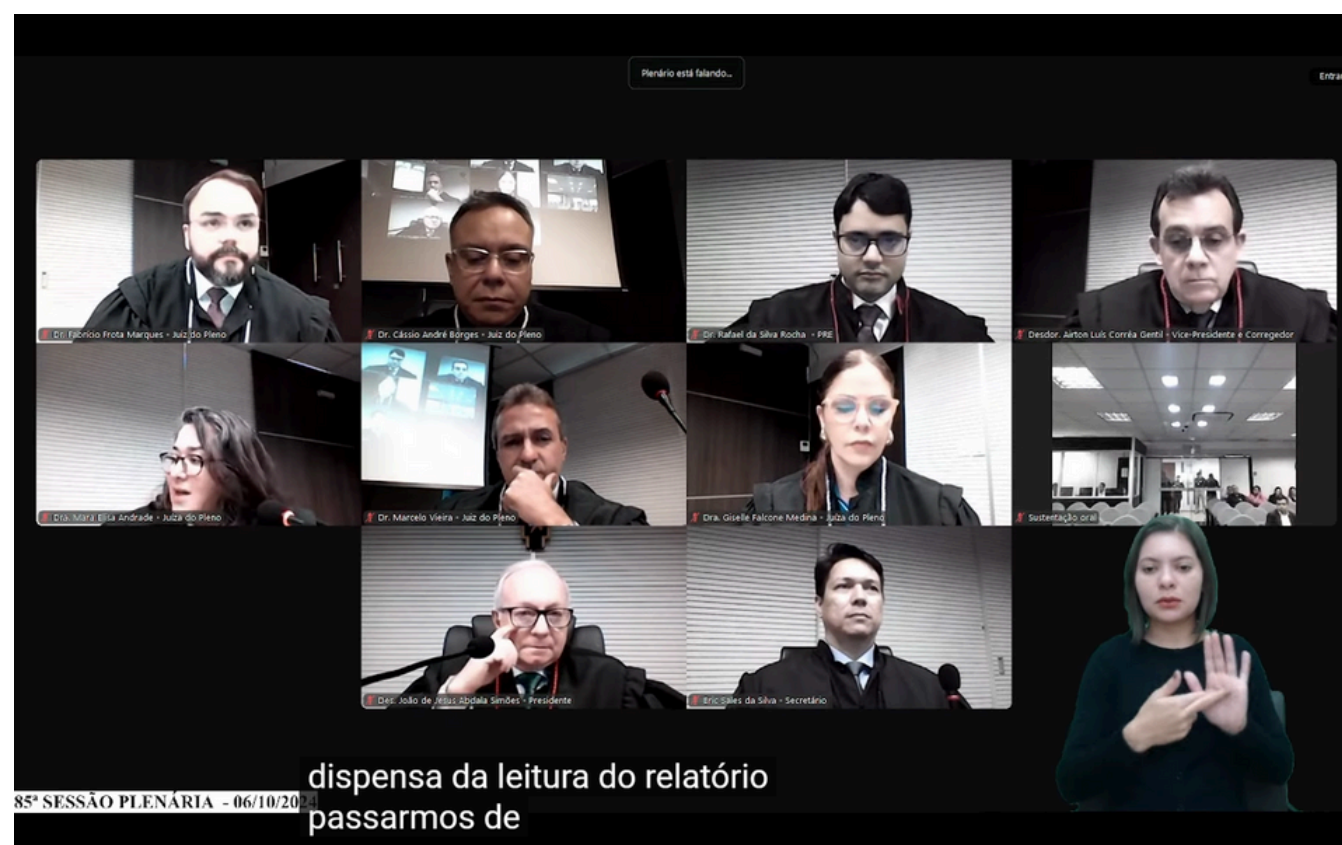 Plenário está falando...
Entra
Dr. Fabrício Frota Marques - Juiz do Pleno
Dr. Cássio André Borges - Juiz do Pleno
Dr. Rafael da Silva Rocha - PRE
Desdor. Airton Luís Corrêa Gentil - Vice-Presidente e Corregedor
Dra. Mara Elisa Andrade - Juíza do Pleno
Dr. Marcelo Vieira - Juiz do Pleno
Dra. Giselle Falcone Medina - Juíza do Pleno
Sustentação oral
Des. João de Jesus Abdala Simões - Presidente
Eric Sales da Silva - Secretário
dispensa da leitura do relatório
passarmos de
85ª SESSÃO PLENÁRIA - 06/10/2024